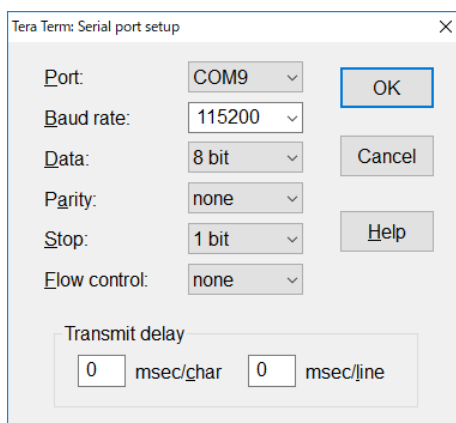 Tera Term: Serial port setup
Port: COM9 OK
Baud rate: 115200
Data: 8 bit Cancel
Parity: none
Stop: 1 bit Help
Flow control: none
Transmit delay
0 msec/char 0 msec/line